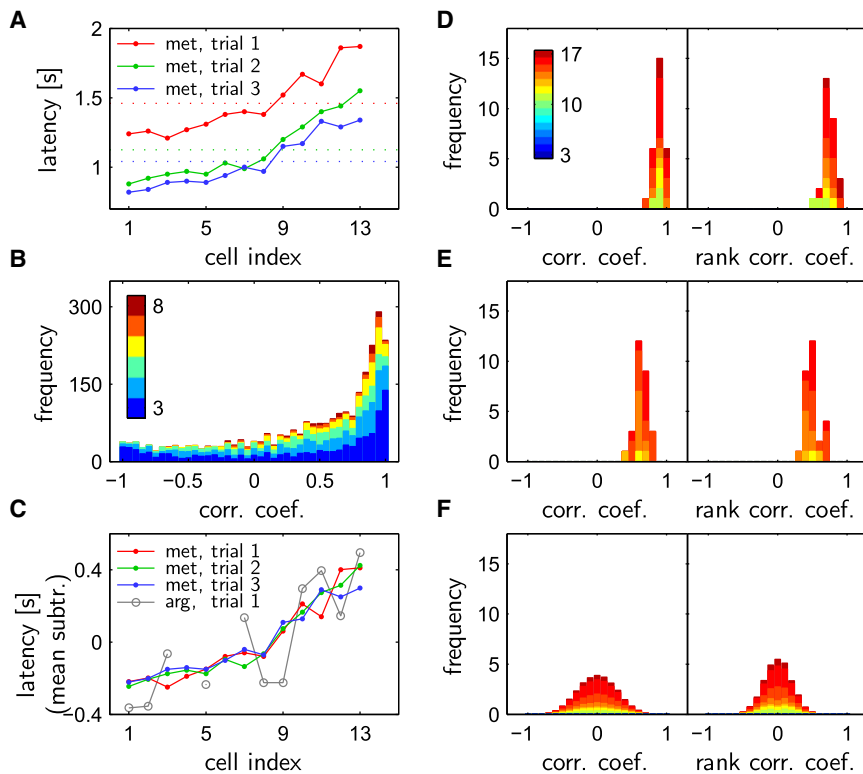 A
latency [s]
2
1.5
1
met, trial 1
met, trial 2
met, trial 3
1 5 9 13
cell index
B
frequency
300
150
0
8
3
−1 −0.5 0 0.5 1
corr. coef.
C
latency [s]
(mean subtr.)
0.4
0
−0.4
met, trial 1
met, trial 2
met, trial 3
arg, trial 1
1 5 9 13
cell index
D
frequency
15
10
5
0
17
10
3
−1 0 1
corr. coef.
−1 0 1
rank corr. coef.
E
frequency
15
10
5
0
−1 0 1
corr. coef.
−1 0 1
rank corr. coef.
F
frequency
15
10
5
0
−1 0 1
corr. coef.
−1 0 1
rank corr. coef.